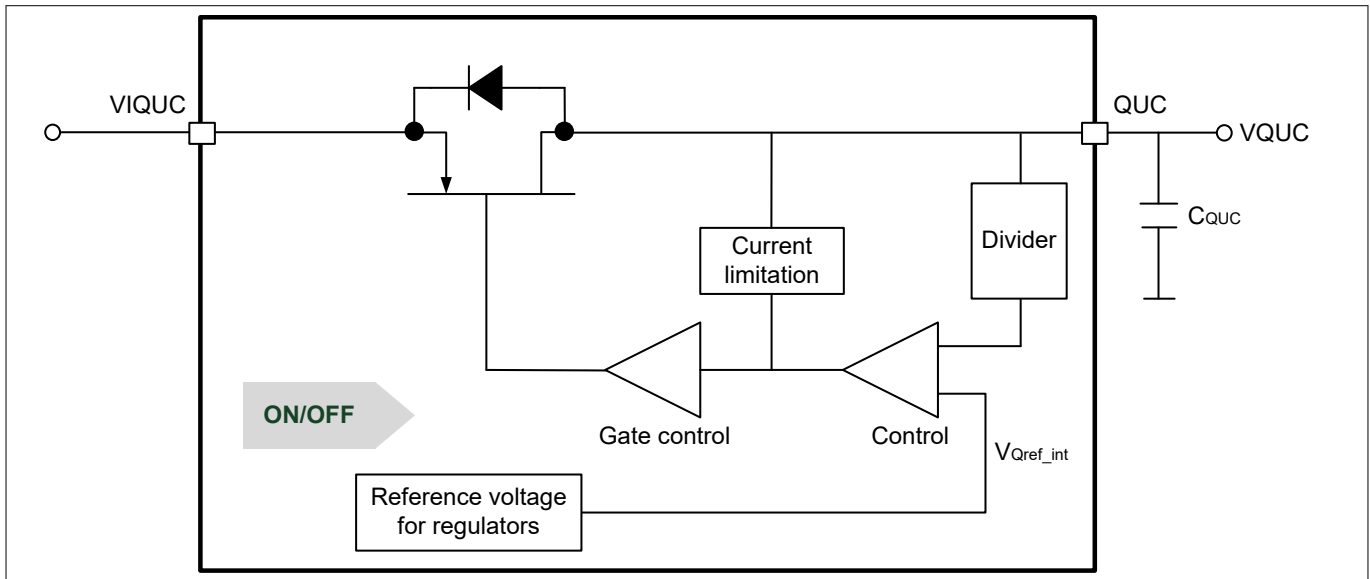 VIQUC
QUC
VQUC
CQUC
Divider
Current
limitation
ON/OFF
Gate control
Control
VQref_int
Reference voltage
for regulators